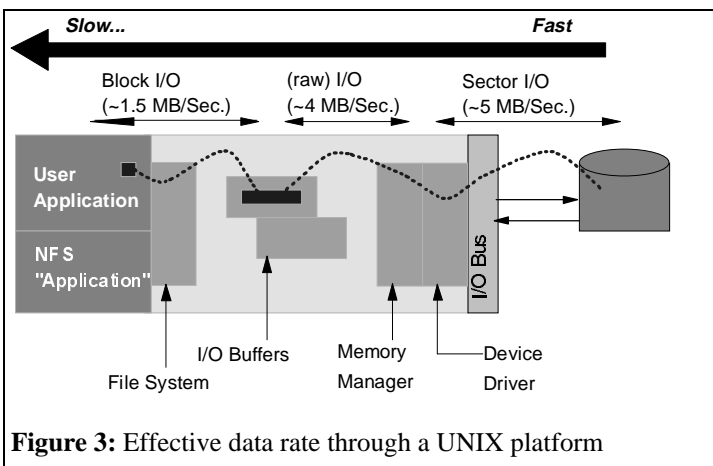 Slow...
Fast
Block I/O
(~1.5 MB/Sec.)
(raw) I/O
(~4 MB/Sec.)
Sector I/O
(~5 MB/Sec.)
User
Application
NFS
"Application"
I/O Bus
I/O Buffers
File System
Memory
Manager
Device
Driver
Figure 3: Effective data rate through a UNIX platform